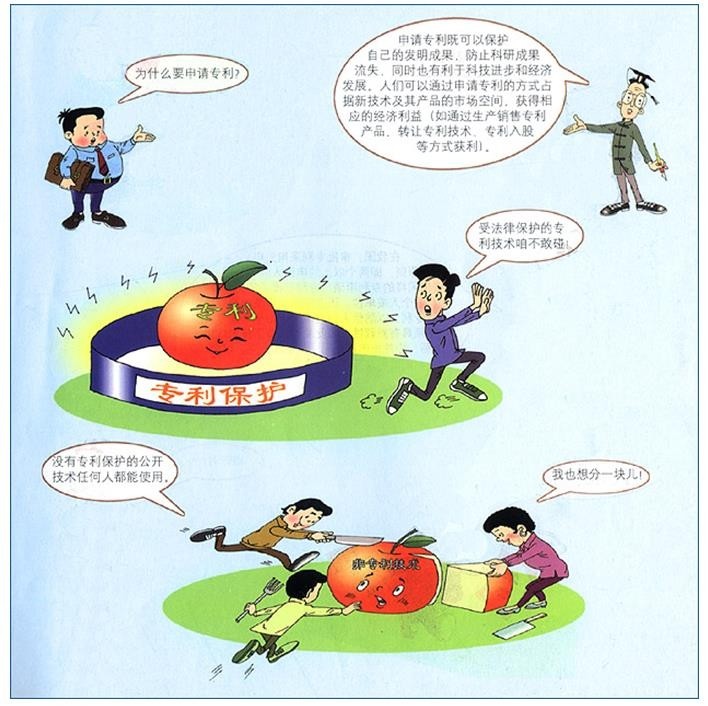 为什么要申请专利?
申请专利既可以保护
自己的发明成果，防止科研成果
流失，同时也有利于科技进步和经济
发展。人们可以通过申请专利的方式占
据新技术及其产品的市场空间，获得相
应的经济利益（如通过生产销售专利
产品、转让专利技术、专利入股
等方式获利)。
受法律保护的专
利技术咱不敢碰!
专利
专利保护
没有专利保护的公开
技术任何人都能使用。
我也想分一块儿!
非专利技术